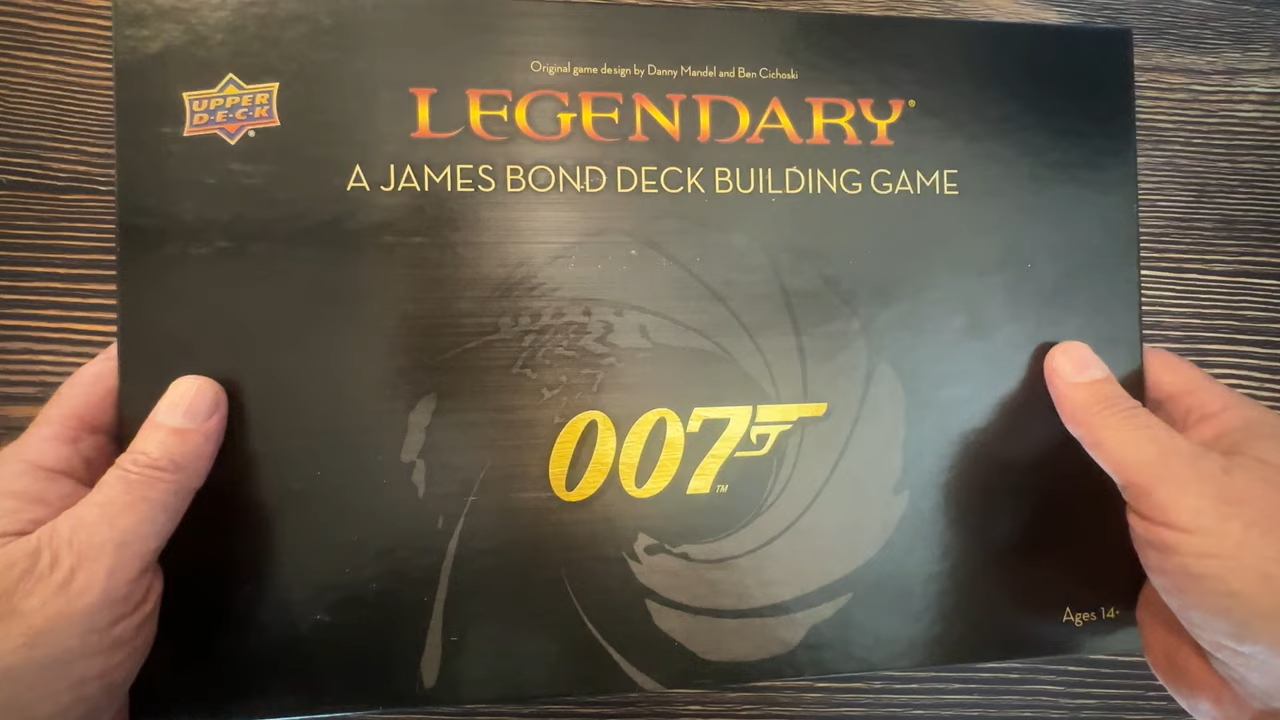 Original game design by Danny Mandel and Ben Cichoski
UPPER
D·E·C·K
®
LEGENDARY®
A JAMES BOND DECK BUILDING GAME
007
TM
Ages 14+